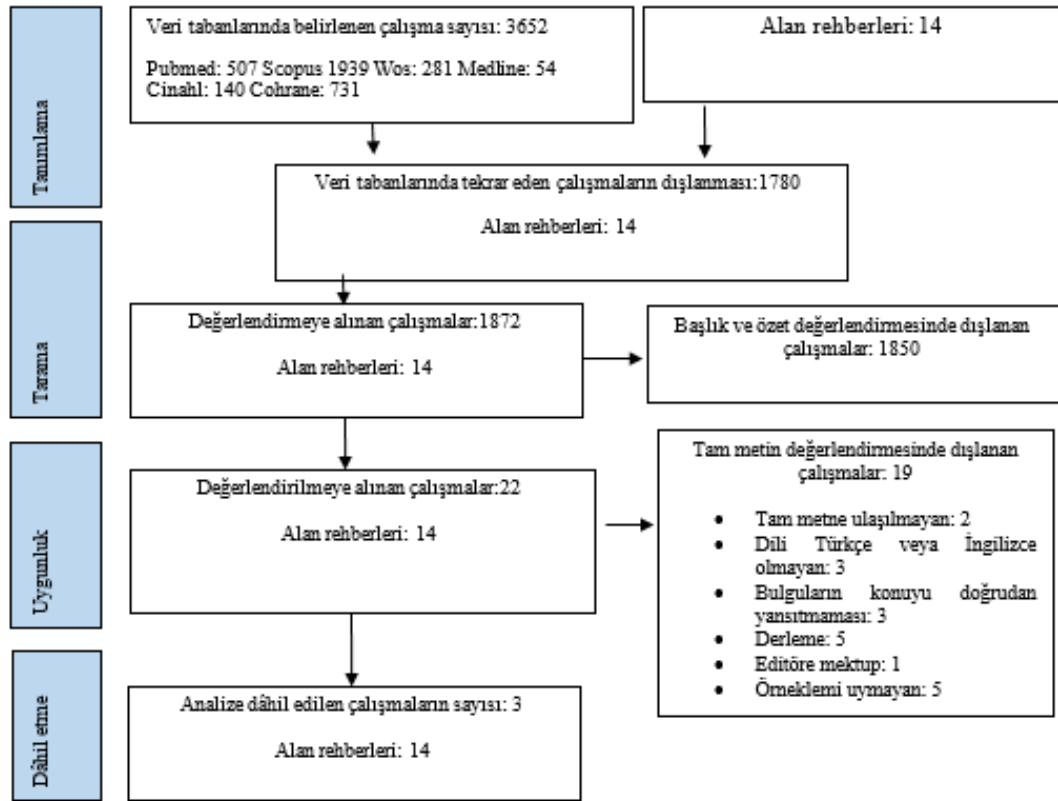 Tanımlama
Veri tabanlarında belirlenen çalışma sayısı: 3652
Pubmed: 507 Scopus 1939 Wos: 281 Medline: 54
Cinahl: 140 Cohrane: 731
Alan rehberleri: 14
Veri tabanlarında tekrar eden çalışmaların dışlanması:1780
Alan rehberleri: 14
Tarama
Değerlendirmeye alınan çalışmalar:1872
Alan rehberleri: 14
Başlık ve özet değerlendirmesinde dışlanan
çalışmalar: 1850
Uygunluk
Değerlendirilmeye alınan çalışmalar:22
Alan rehberleri: 14
Tam metin değerlendirmesinde dışlanan
çalışmalar: 19
• Tam metne ulaşılmayan: 2
• Dili Türkçe veya İngilizce
olmayan: 3
• Bulguların konuyu doğrudan
yansıtmaması: 3
• Derleme: 5
• Editöre mektup: 1
• Örneklemi uymayan: 5
Dâhil etme
Analize dâhil edilen çalışmaların sayısı: 3
Alan rehberleri: 14